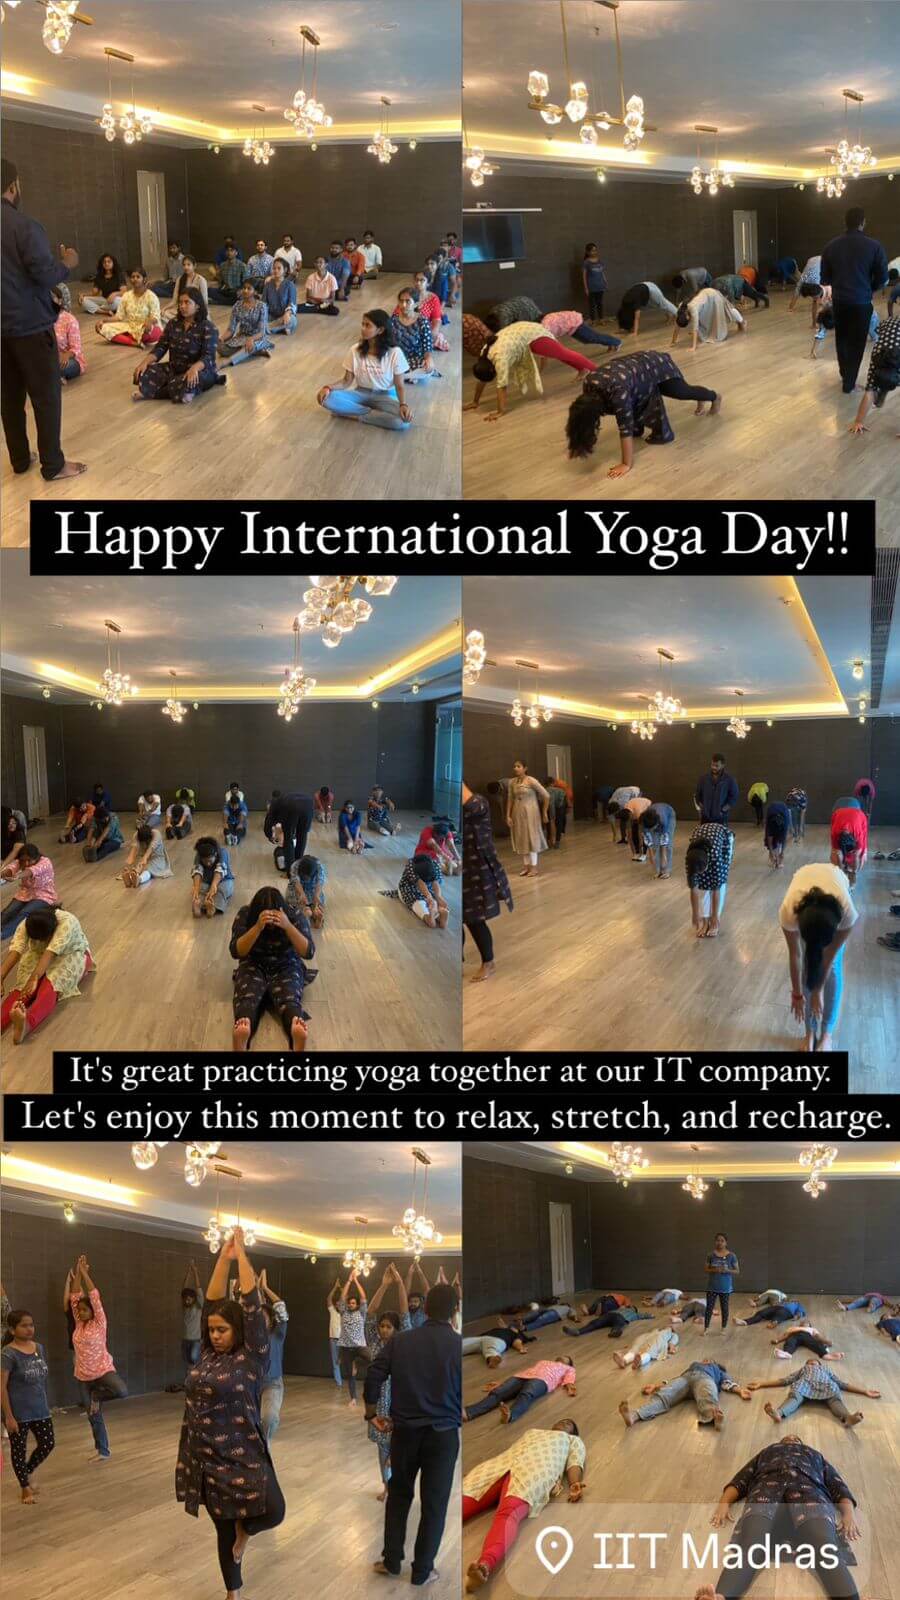 Happy International Yoga Day!!
It's great practicing yoga together at our IT company.
Let's enjoy this moment to relax, stretch, and recharge.
IIT Madras